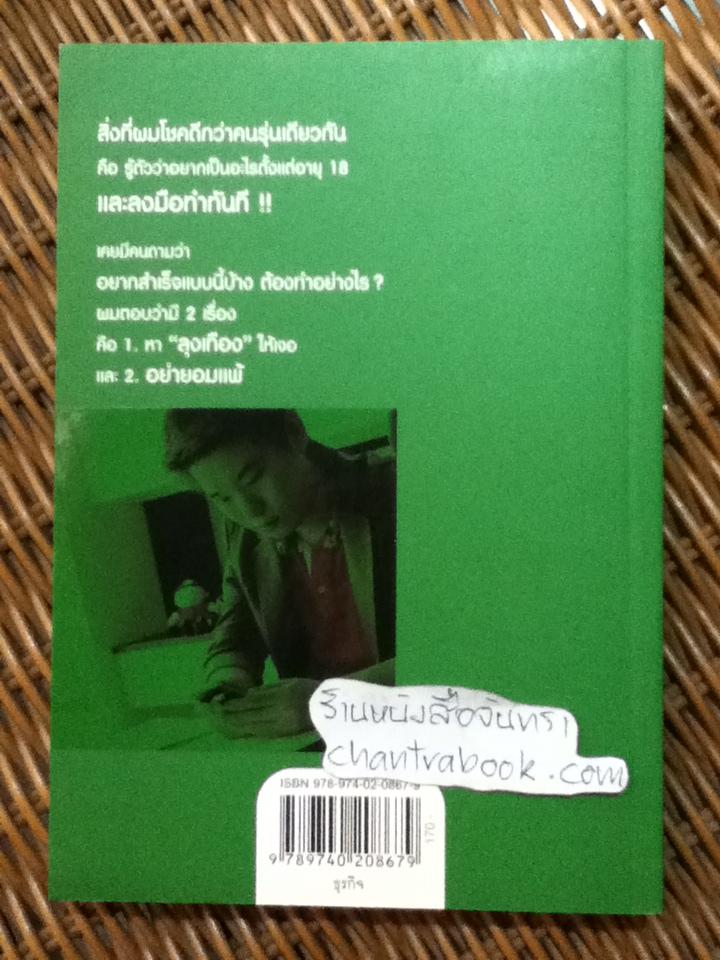 สิ่งที่ผมโชคดีกว่าคนรุ่นเดียวกัน
คือ รู้ตัวว่าอยากเป็นอะไรตั้งแต่อายุ 18
และลงมือทำทันที !!
เคยมีคนถามว่า
อยากสำเร็จแบบนี้บ้าง ต้องทำอย่างไร ?
ผมตอบว่ามี 2 เรื่อง
คือ 1. หา “ลุงเทือง” ให้เจอ
และ 2. อย่ายอมแพ้
ร้านหนังสือจันทรา
chantrabook.com
ISBN 978-974-02-0867-9
170.-
9 789740 208679
ธุรกิจ